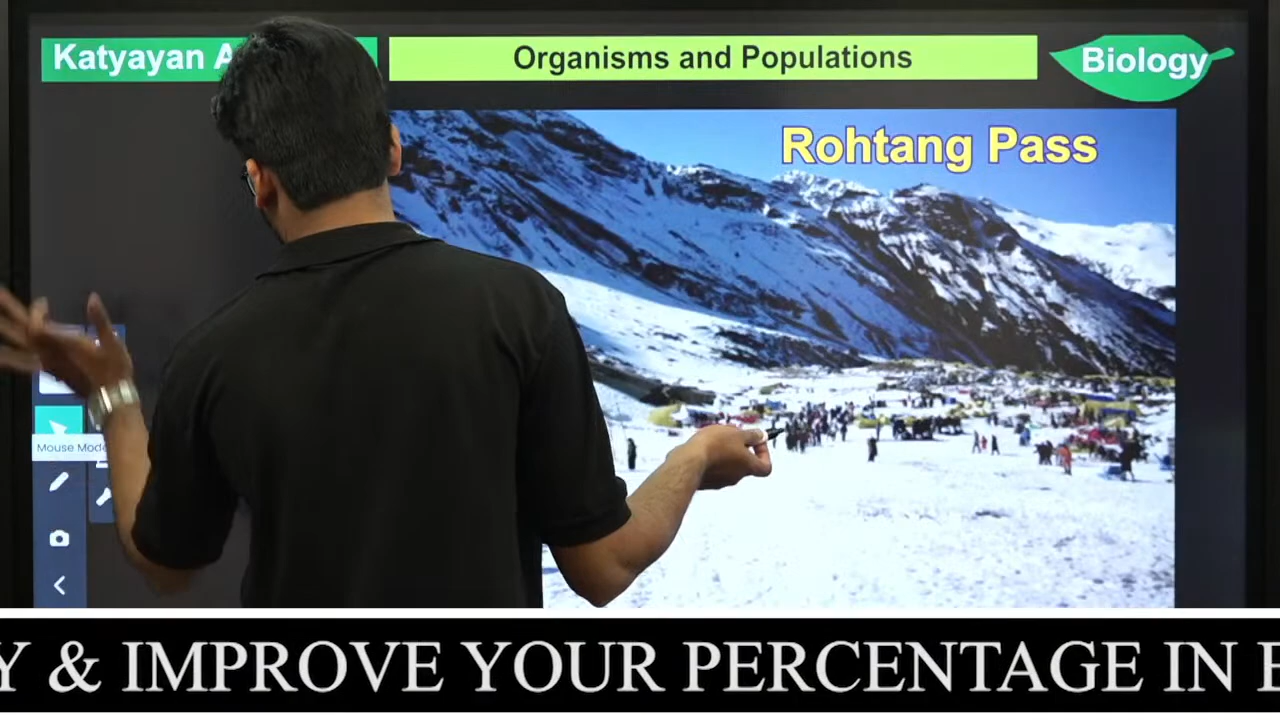 Katyayan
Organisms and Populations
Biology
Rohtang Pass
Mouse Mode
& IMPROVE YOUR PERCENTAGE IN